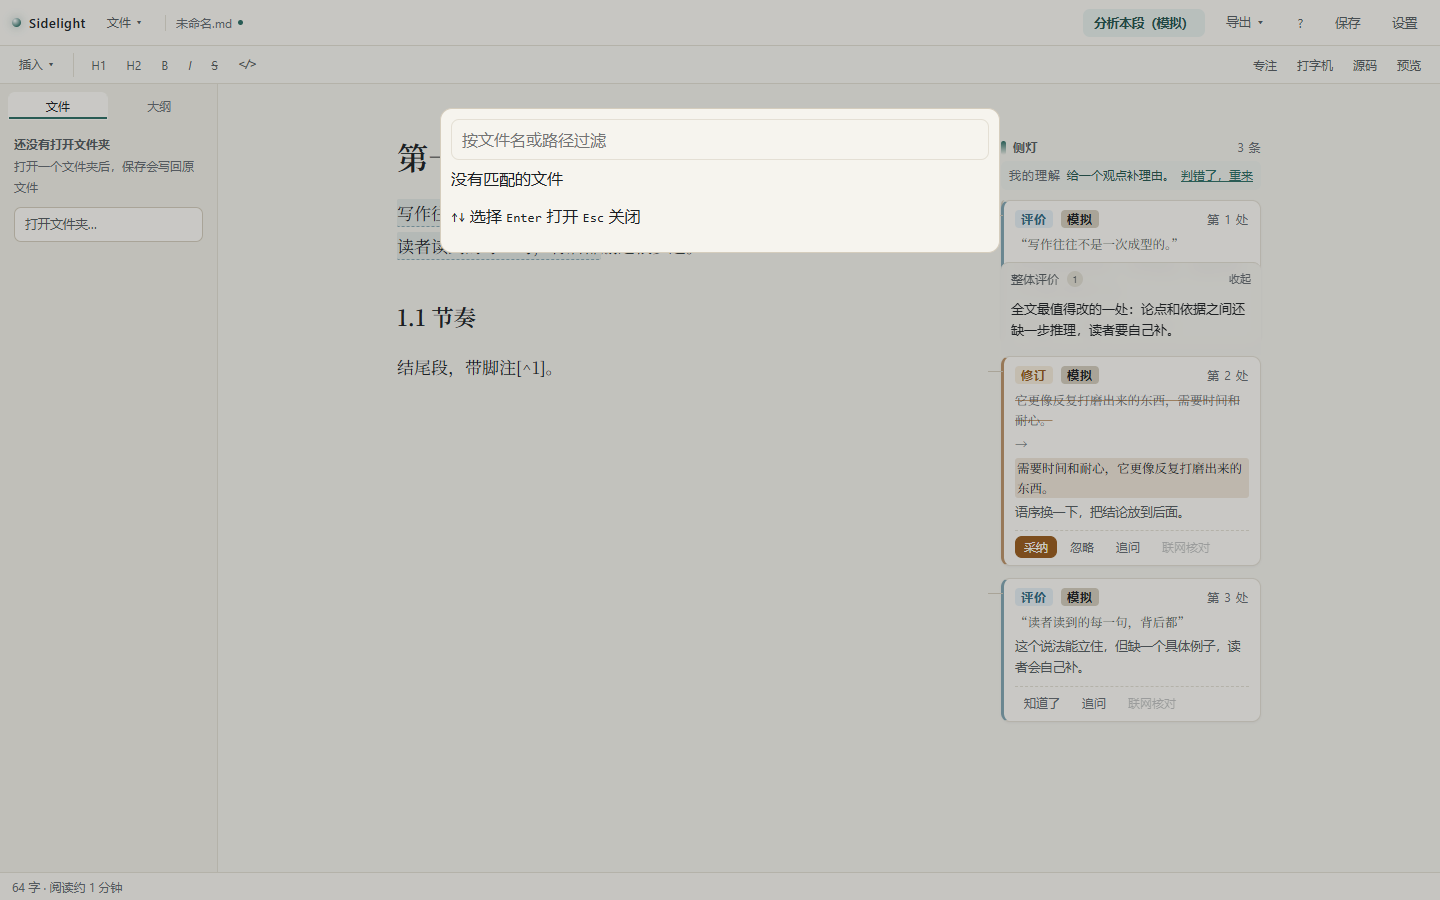 Sidelight 文件 未命名.md
分析本段（模拟） 导出 ? 保存 设置
插入 H1 H2 B I S </>
专注 打字机 源码 预览
文件 大纲
还没有打开文件夹
打开一个文件夹后，保存会写回原
文件
打开文件夹...
按文件名或路径过滤
没有匹配的文件
↑↓ 选择 Enter 打开 Esc 关闭
第一
写作往
读者读
1.1 节奏
结尾段，带脚注[^1]。
侧灯 3 条
我的理解 给一个观点补理由。 判错了，重来
评价 模拟 第 1 处
“写作往往不是一次成型的。”
整体评价 1 收起
全文最值得改的一处：论点和依据之间还
缺一步推理，读者要自己补。
修订 模拟 第 2 处
它更像反复打磨出来的东西，需要时间和
耐心。
→
需要时间和耐心，它更像反复打磨出来的
东西。
语序换一下，把结论放到后面。
采纳 忽略 追问 联网核对
评价 模拟 第 3 处
“读者读到的每一句，背后都”
这个说法能立住，但缺一个具体例子，读
者会自己补。
知道了 追问 联网核对
64 字 · 阅读约 1 分钟